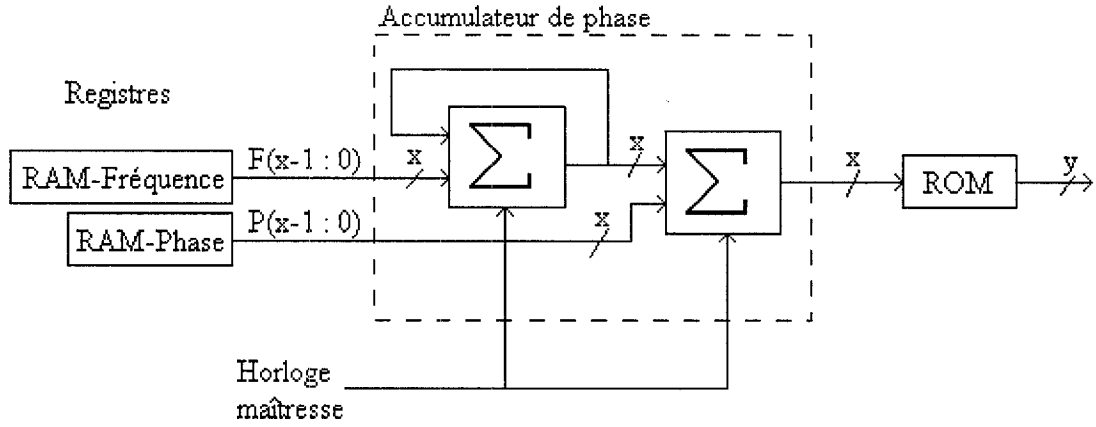 Accumulateur de phase
Registres
RAM-Fréquence
F(x-1 : 0)
x
Σ
x
Σ
x
ROM
y
RAM-Phase
P(x-1 : 0)
x
Horloge
maîtresse